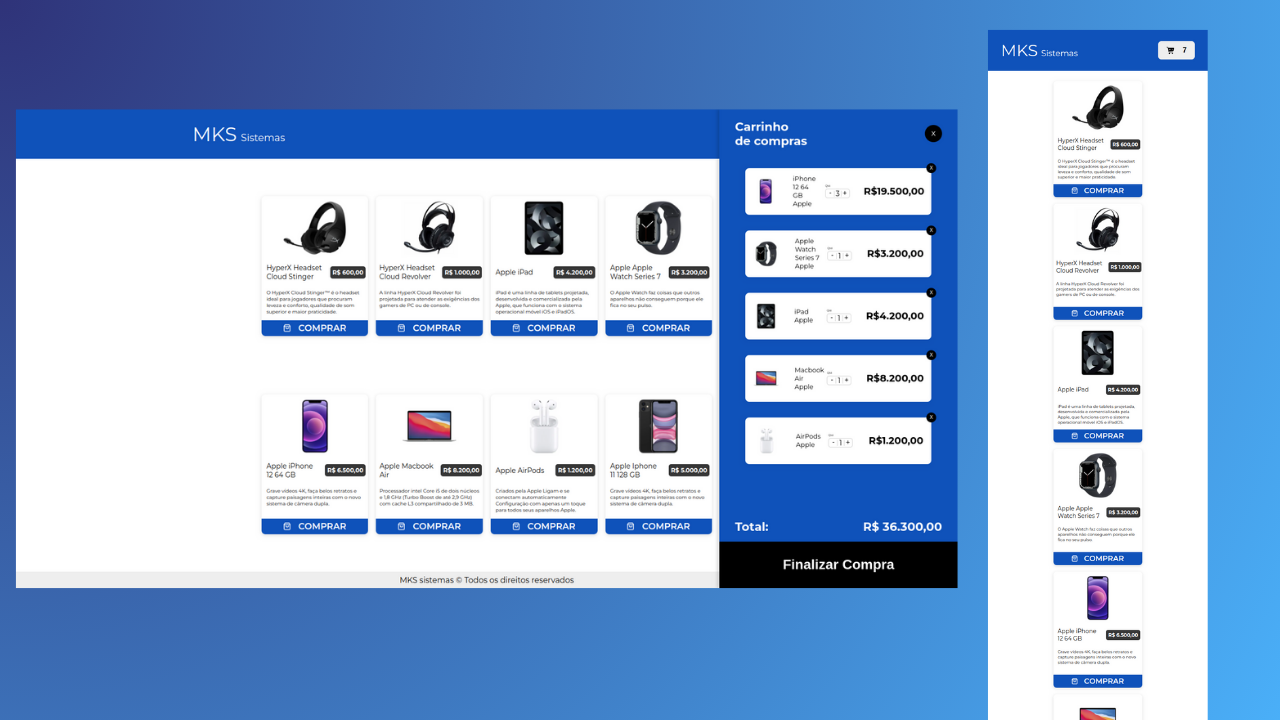 MKS Sistemas
HyperX Headset
Cloud Stinger
R$ 600,00
O HyperX Cloud Stinger™ é o headset
ideal para jogadores que procuram
leveza e conforto, qualidade de som
superior e maior praticidade.
COMPRAR
HyperX Headset
Cloud Revolver
R$ 1.000,00
A linha HyperX Cloud Revolver foi
projetada para atender as exigências dos
gamers de PC ou de console.
COMPRAR
Apple iPad
R$ 4.200,00
iPad é uma linha de tablets projetada,
desenvolvida e comercializada pela
Apple, que funciona com o sistema
operacional móvel iOS e iPadOS.
COMPRAR
Apple Apple
Watch Series 7
R$ 3.200,00
O Apple Watch faz coisas que outros
aparelhos não conseguem porque ele
fica no seu pulso.
COMPRAR
Apple iPhone
12 64 GB
R$ 6.500,00
Grave vídeos 4K, faça belos retratos e
capture paisagens inteiras com o novo
sistema de câmera dupla.
COMPRAR
Apple Macbook
Air
R$ 8.200,00
Processador intel Core i5 de dois núcleos
e 1,8 GHz (Turbo Boost de até 2,9 GHz)
com cache L3 compartilhado de 3 MB.
COMPRAR
Apple AirPods
R$ 1.200,00
Criados pela Apple Ligam e se
conectam automaticamente
Configuração com apenas um toque
para todos seus aparelhos Apple.
COMPRAR
Apple Iphone
11 128 GB
R$ 5.000,00
Grave vídeos 4K, faça belos retratos e
capture paisagens inteiras com o novo
sistema de câmera dupla.
COMPRAR
MKS sistemas © Todos os direitos reservados
Carrinho
de compras
X
X
iPhone
12 64
GB
Apple
- 3 +
R$19.500,00
X
Apple
Watch
Series 7
Apple
- 1 +
R$3.200,00
X
iPad
Apple
- 1 +
R$4.200,00
X
Macbook
Air
Apple
- 1 +
R$8.200,00
X
AirPods
Apple
- 1 +
R$1.200,00
Total:
R$ 36.300,00
Finalizar Compra
MKS Sistemas
7
HyperX Headset
Cloud Stinger
R$ 600,00
O HyperX Cloud Stinger™ é o headset
ideal para jogadores que procuram
leveza e conforto, qualidade de som
superior e maior praticidade.
COMPRAR
HyperX Headset
Cloud Revolver
R$ 1.000,00
A linha HyperX Cloud Revolver foi
projetada para atender as exigências dos
gamers de PC ou de console.
COMPRAR
Apple iPad
R$ 4.200,00
iPad é uma linha de tablets projetada,
desenvolvida e comercializada pela
Apple, que funciona com o sistema
operacional móvel iOS e iPadOS.
COMPRAR
Apple Apple
Watch Series 7
R$ 3.200,00
O Apple Watch faz coisas que outros
aparelhos não conseguem porque ele
fica no seu pulso.
COMPRAR
Apple iPhone
12 64 GB
R$ 6.500,00
Grave vídeos 4K, faça belos retratos e
capture paisagens inteiras com o novo
sistema de câmera dupla.
COMPRAR